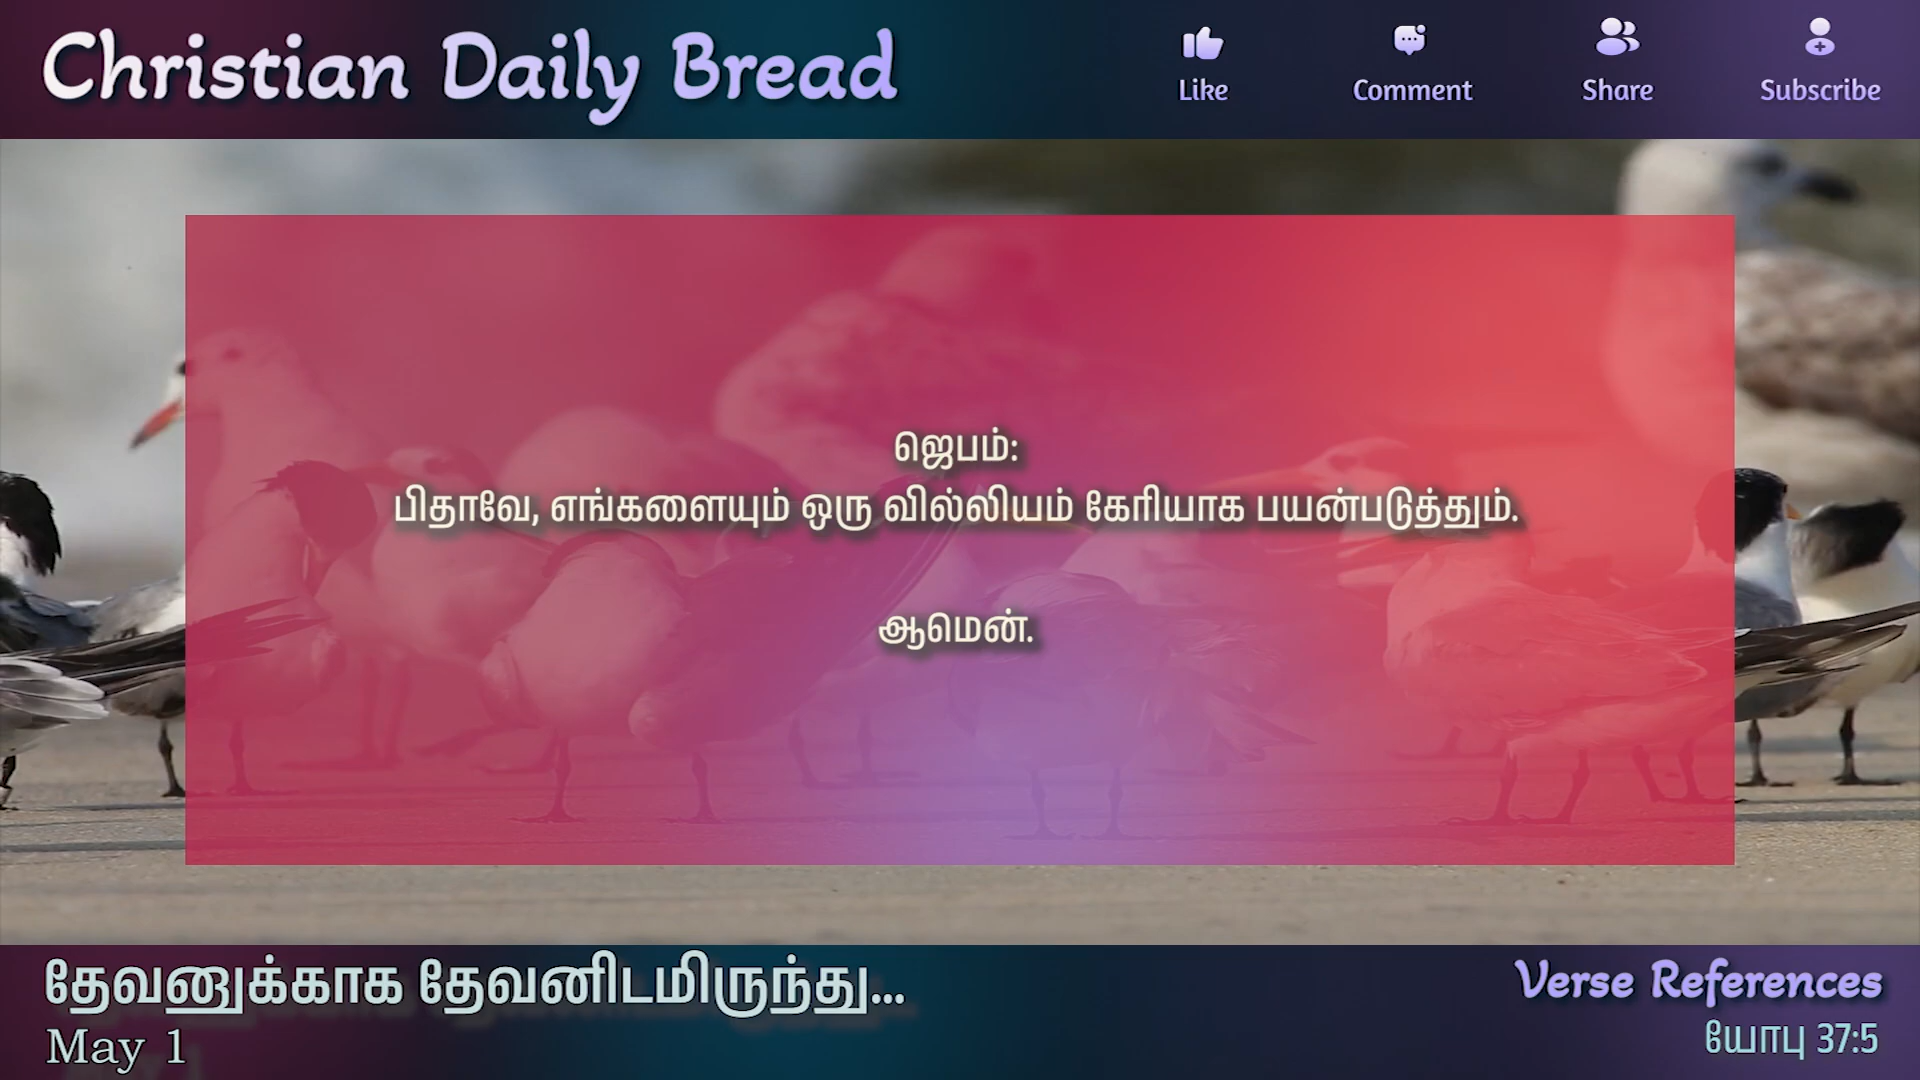 Christian Daily Bread
Like
Comment
Share
Subscribe
ஜெபம்:
பிதாவே, எங்களையும் ஒரு வில்லியம் கேரியாக பயன்படுத்தும்.
ஆமென்.
தேவனுக்காக தேவனிடமிருந்து...
May 1
Verse References
யோபு 37:5